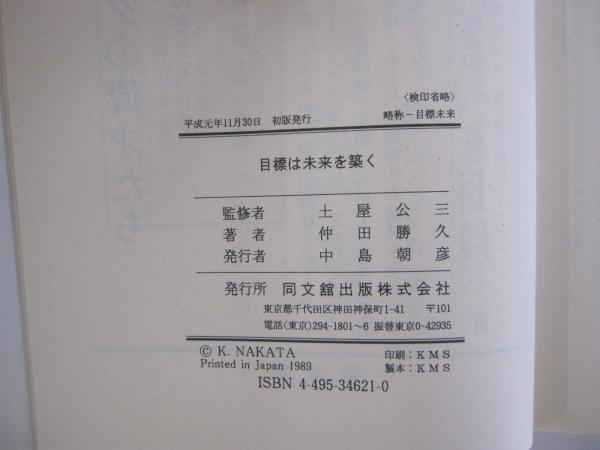 〈検印省略〉
平成元年11月30日 初版発行 略称－目標未来
目標は未来を築く
監修者 土屋公三
著者 仲田勝久
発行者 中島朝彦
発行所 同文舘出版株式会社
東京都千代田区神田神保町1-41 〒101
電話(東京)294-1801～6 振替東京0-42935
© K. NAKATA 印刷：KMS
Printed in Japan 1989 製本：KMS
ISBN 4-495-34621-0